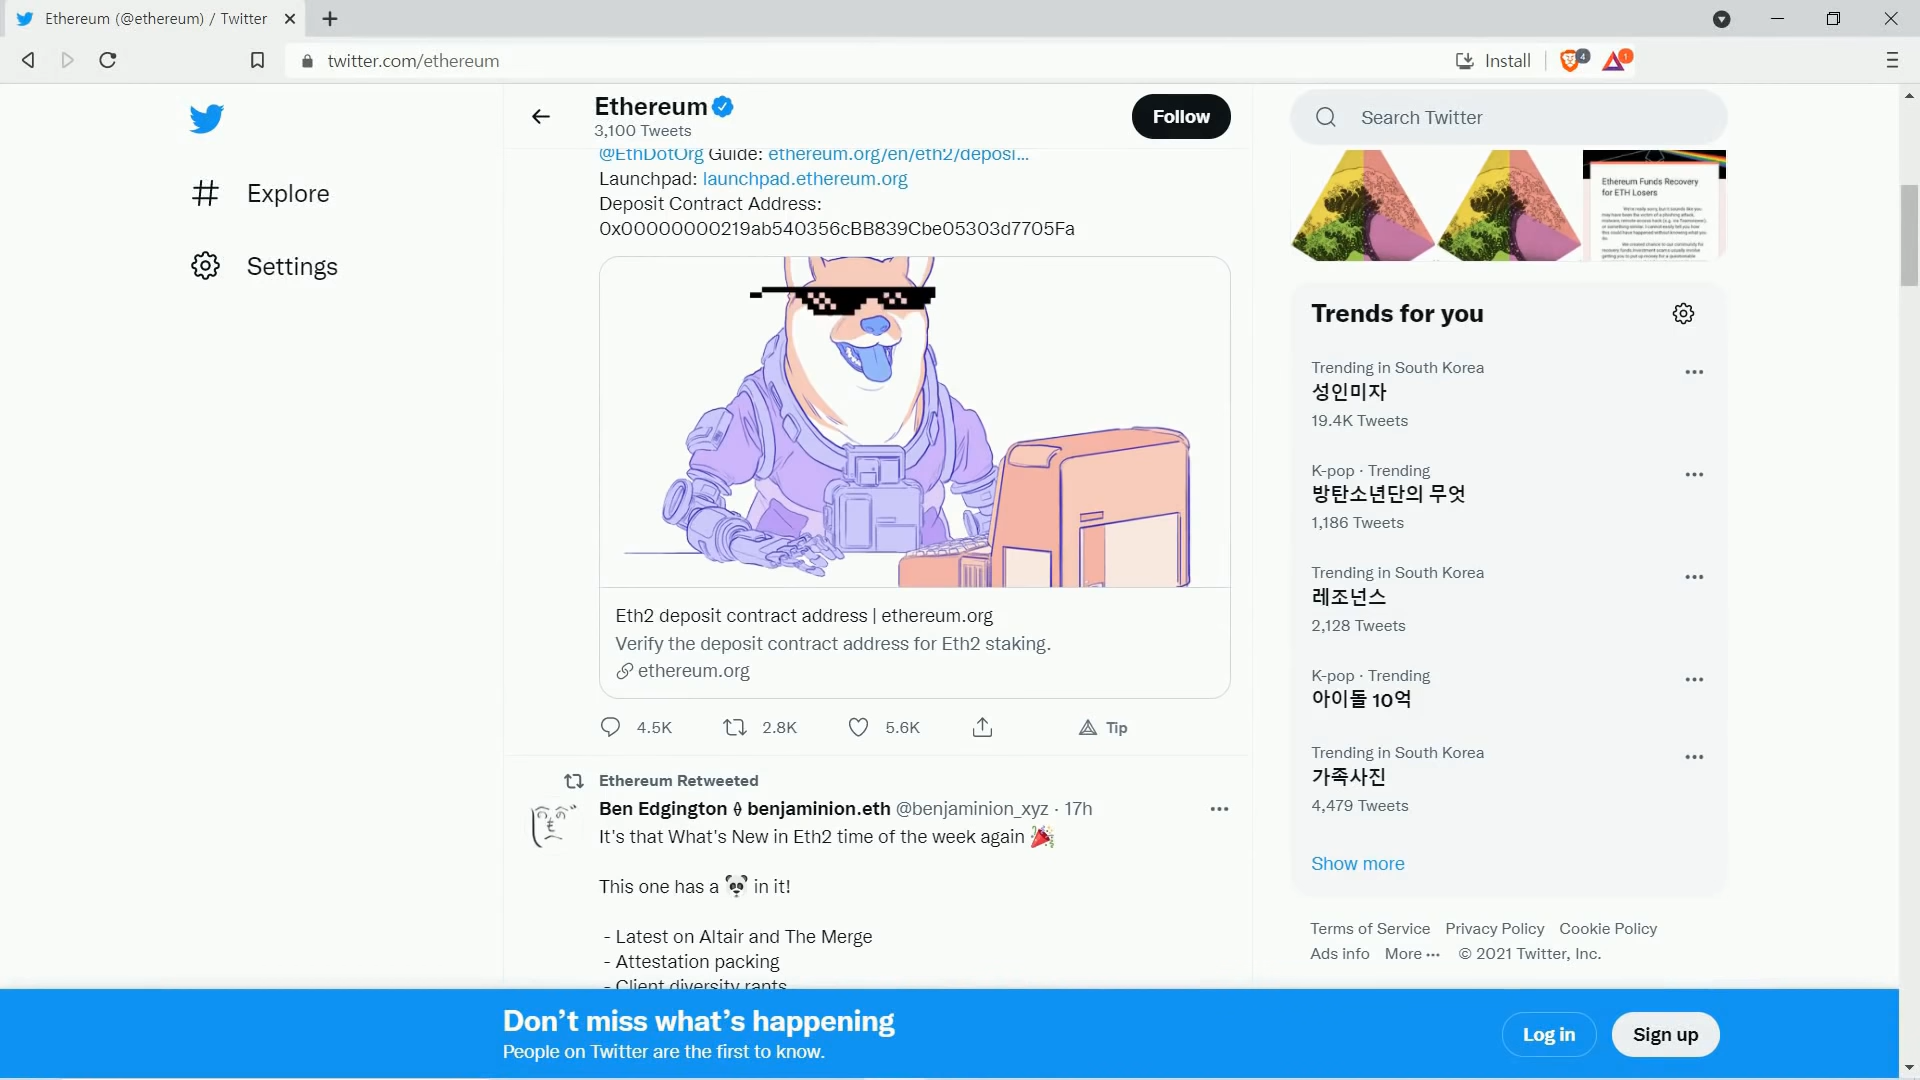 Ethereum (@ethereum) / Twitter
twitter.com/ethereum
Install
4
1
Explore
Settings
Ethereum
3,100 Tweets
Follow
@EthDotOrg Guide: ethereum.org/en/eth2/deposi...
Launchpad: launchpad.ethereum.org
Deposit Contract Address:
0x00000000219ab540356cBB839Cbe05303d7705Fa
Eth2 deposit contract address | ethereum.org
Verify the deposit contract address for Eth2 staking.
ethereum.org
4.5K
2.8K
5.6K
Tip
Ethereum Retweeted
Ben Edgington benjaminion.eth @benjaminion_xyz · 17h
It's that What's New in Eth2 time of the week again
This one has a 🐼 in it!
- Latest on Altair and The Merge
- Attestation packing
- Client diversity rants
Search Twitter
Ethereum Funds Recovery
for ETH Losers
Trends for you
Trending in South Korea
성인미자
19.4K Tweets
K-pop · Trending
방탄소년단의 무엇
1,186 Tweets
Trending in South Korea
레조넌스
2,128 Tweets
K-pop · Trending
아이돌 10억
Trending in South Korea
가족사진
4,479 Tweets
Show more
Terms of Service Privacy Policy Cookie Policy
Ads info More ··· © 2021 Twitter, Inc.
Don't miss what's happening
People on Twitter are the first to know.
Log in
Sign up